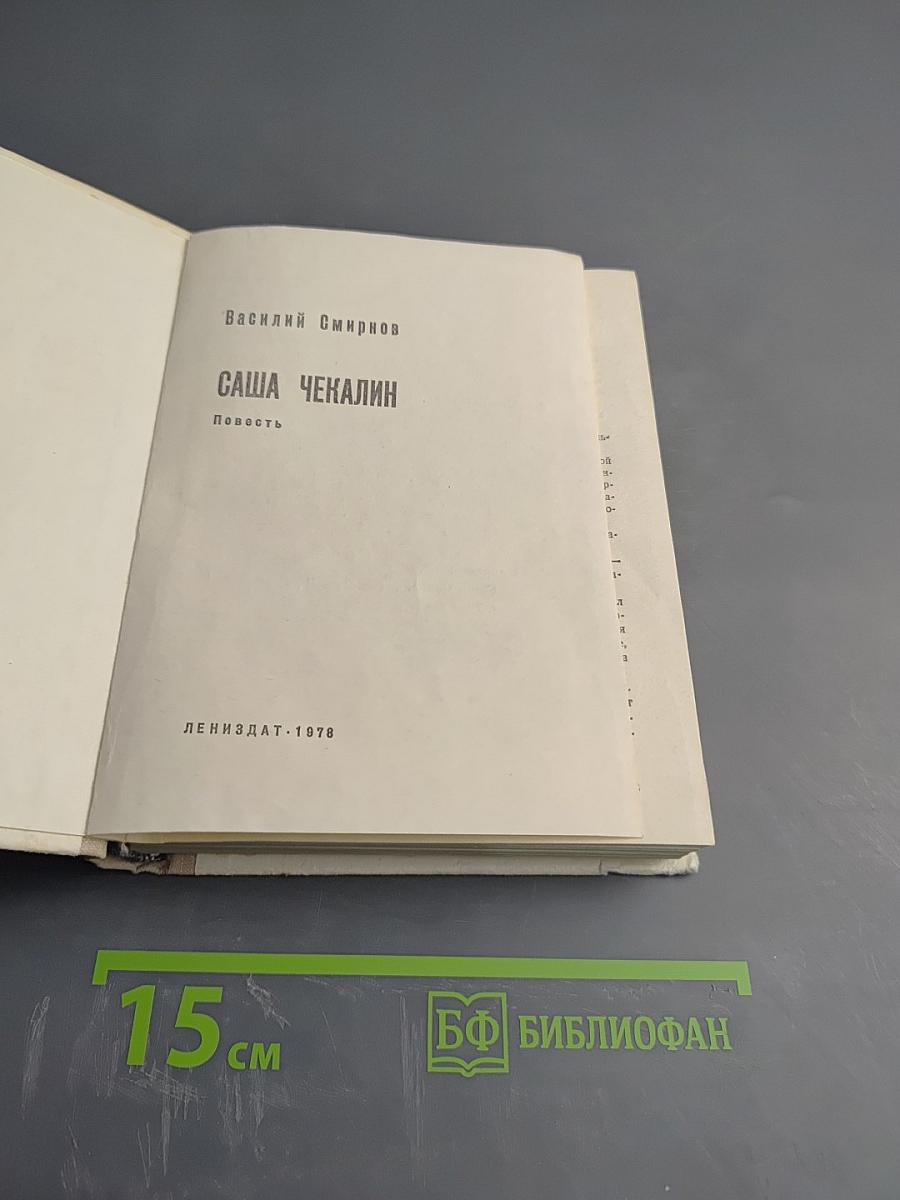 Василий Смирнов
САША ЧЕКАЛИН
Повесть
ЛЕНИЗДАТ·1978
15 см
БФ БИБЛИОФАН